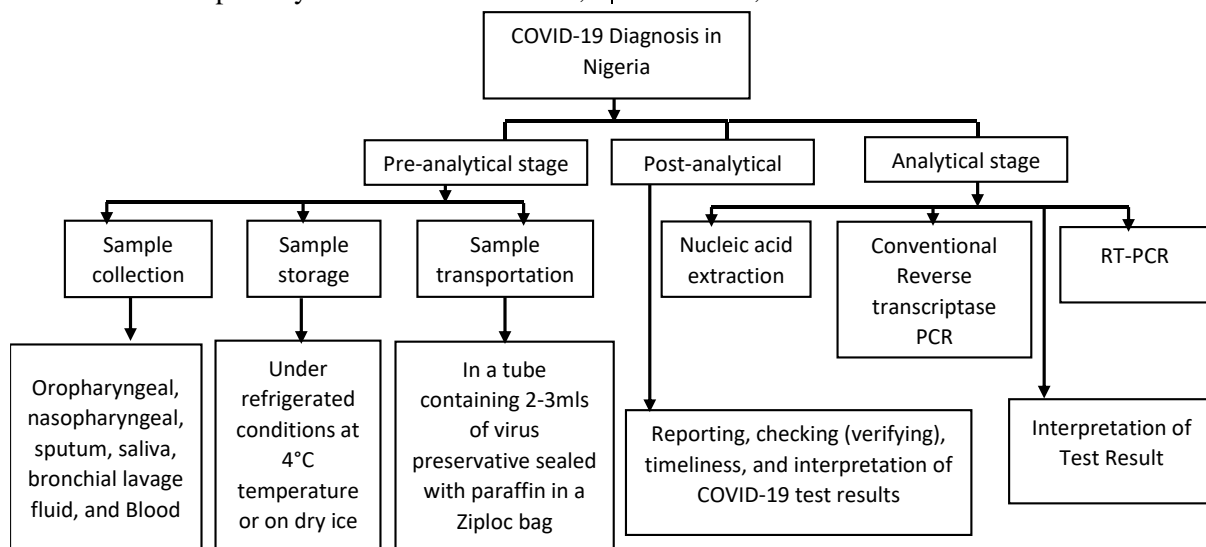 COVID-19 Diagnosis in
Nigeria
Pre-analytical stage
Post-analytical
Analytical stage
Sample
collection
Sample
storage
Sample
transportation
Nucleic acid
extraction
Conventional
Reverse
transcriptase
PCR
RT-PCR
Oropharyngeal,
nasopharyngeal,
sputum, saliva,
bronchial lavage
fluid, and Blood
Under
refrigerated
conditions at
4°C
temperature
or on dry ice
In a tube
containing 2-3mls
of virus
preservative sealed
with paraffin in a
Ziploc bag
Reporting, checking (verifying),
timeliness, and interpretation of
COVID-19 test results
Interpretation of
Test Result